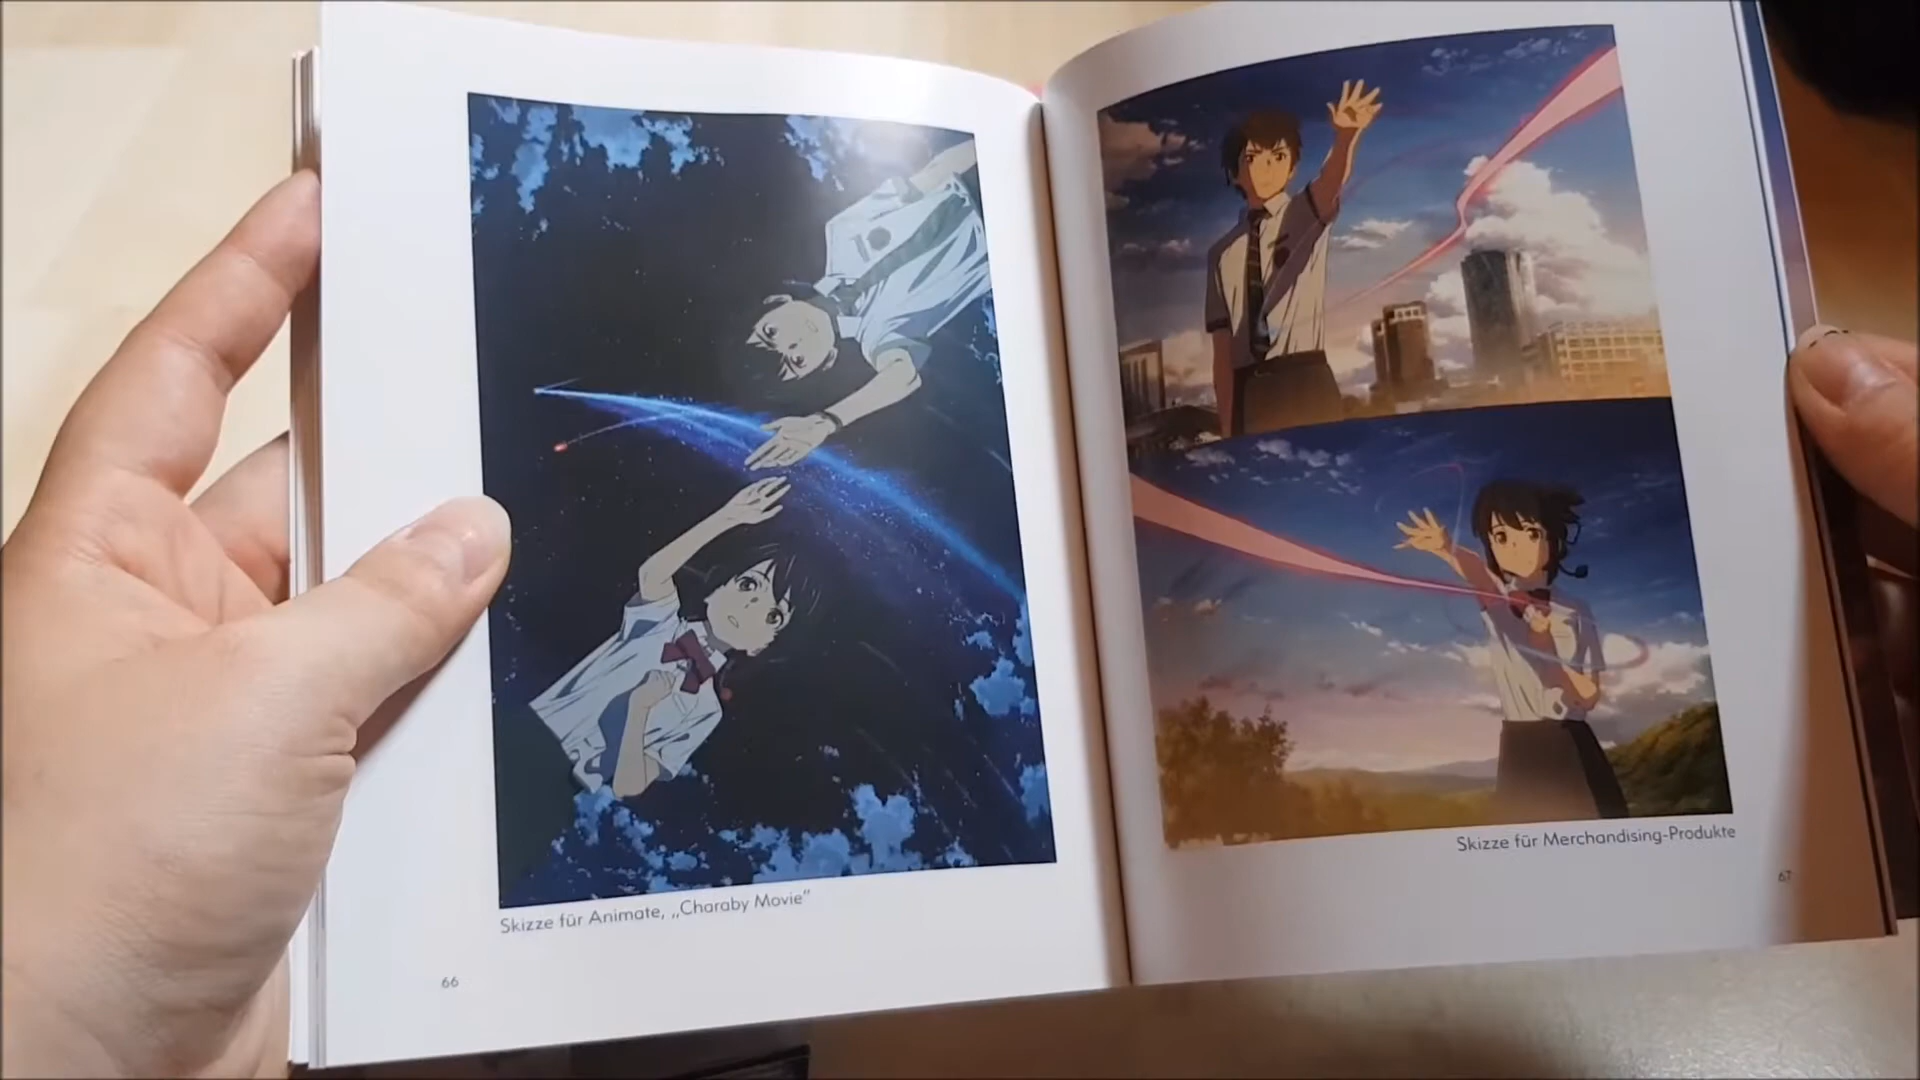 Skizze für Animate, „Charaby Movie“
66
Skizze für Merchandising-Produkte
67